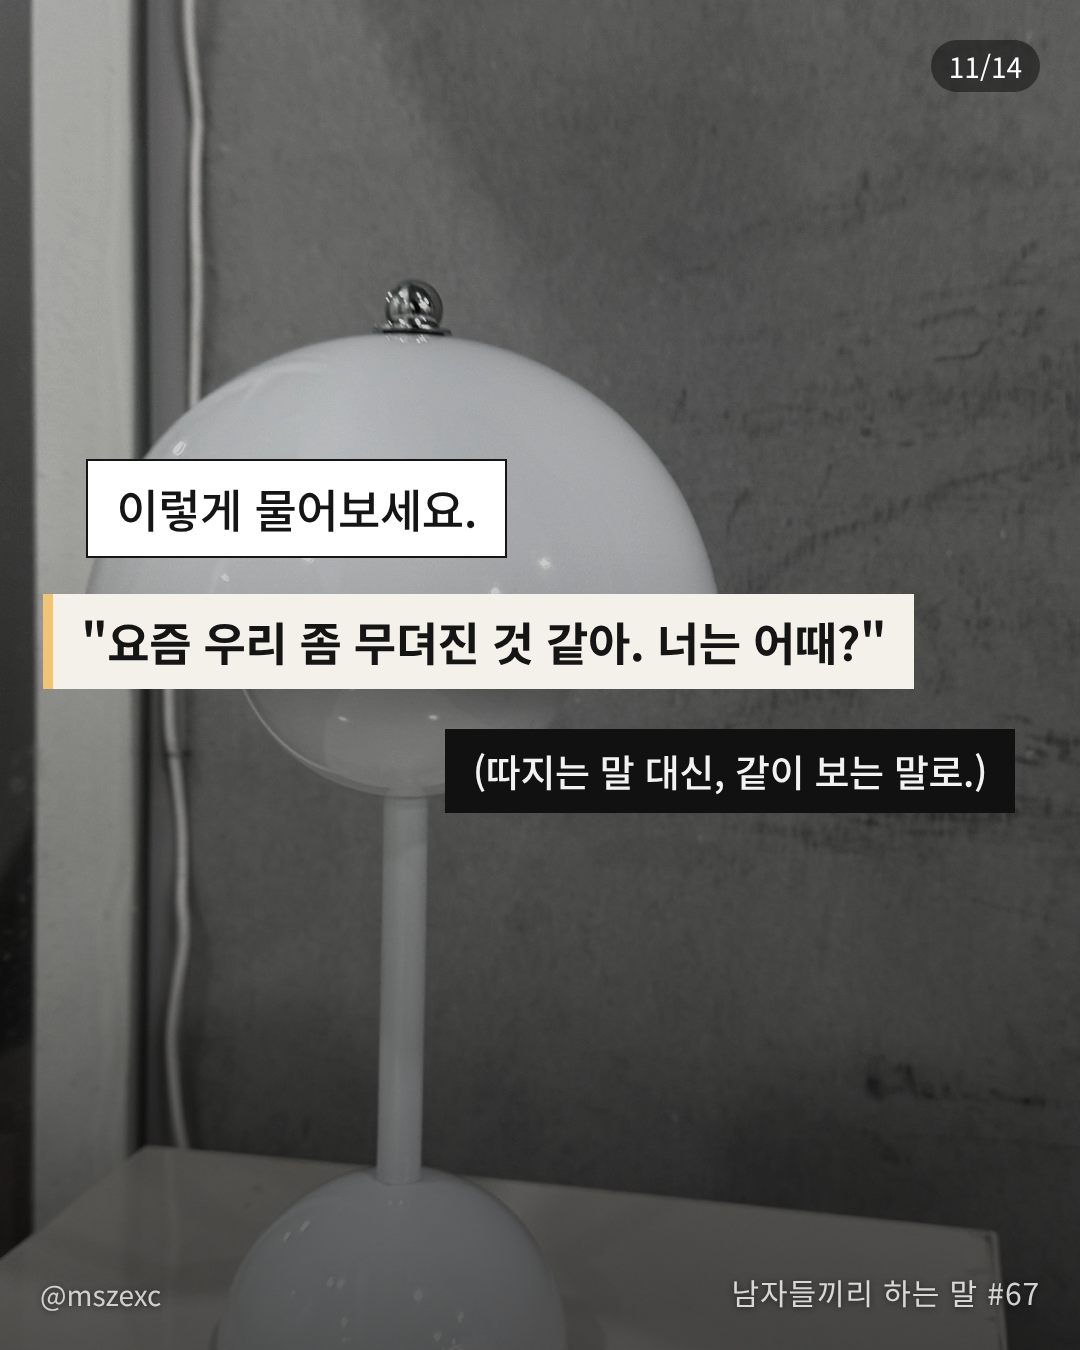 11/14
이렇게 물어보세요.
"요즘 우리 좀 무뎌진 것 같아. 너는 어때?"
(따지는 말 대신, 같이 보는 말로.)
@mszexc
남자들끼리 하는 말 #67